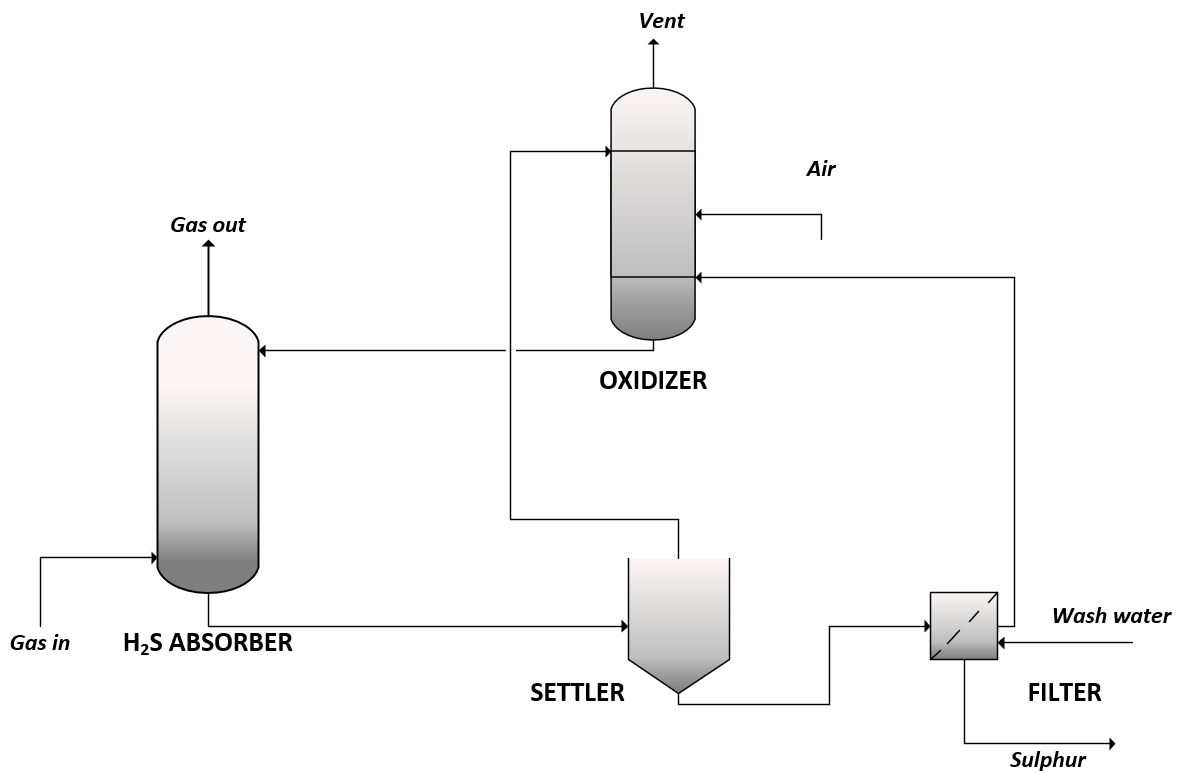 Vent
Air
Gas out
OXIDIZER
Gas in
H₂S ABSORBER
Wash water
SETTLER
FILTER
Sulphur